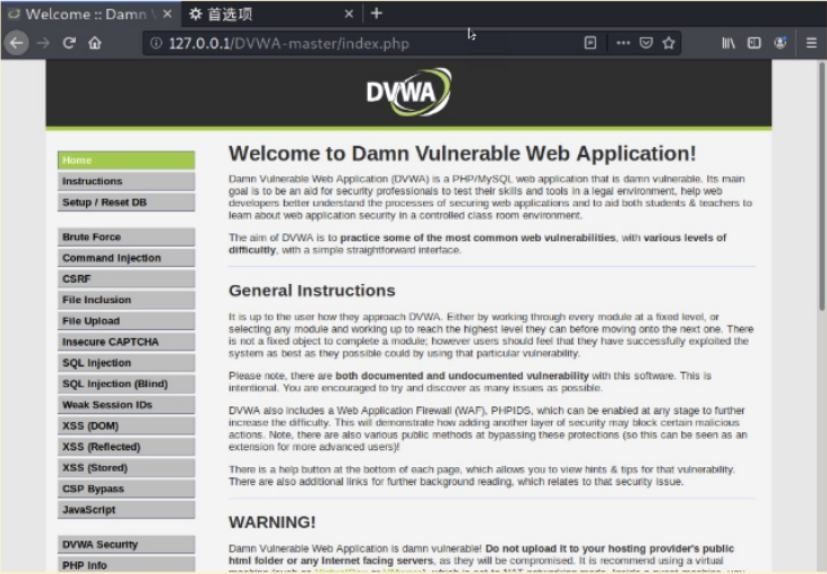 Welcome :: Damn V
首选项
127.0.0.1/DVWA-master/index.php
DVWA
Home
Instructions
Setup / Reset DB
Brute Force
Command Injection
CSRF
File Inclusion
File Upload
Insecure CAPTCHA
SQL Injection
SQL Injection (Blind)
Weak Session IDs
XSS (DOM)
XSS (Reflected)
XSS (Stored)
CSP Bypass
JavaScript
DVWA Security
PHP Info
Welcome to Damn Vulnerable Web Application!
Damn Vulnerable Web Application (DVWA) is a PHP/MySQL web application that is damn vulnerable. Its main
goal is to be an aid for security professionals to test their skills and tools in a legal environment, help web
developers better understand the processes of securing web applications and to aid both students & teachers to
learn about web application security in a controlled class room environment.
The aim of DVWA is to practice some of the most common web vulnerabilities, with various levels of
difficultly, with a simple straightforward interface.
General Instructions
It is up to the user how they approach DVWA. Either by working through every module at a fixed level, or
selecting any module and working up to reach the highest level they can before moving onto the next one. There
is not a fixed object to complete a module; however users should feel that they have successfully exploited the
system as best as they possible could by using that particular vulnerability.
Please note, there are both documented and undocumented vulnerability with this software. This is
intentional. You are encouraged to try and discover as many issues as possible.
DVWA also includes a Web Application Firewall (WAF), PHPIDS, which can be enabled at any stage to further
increase the difficulty. This will demonstrate how adding another layer of security may block certain malicious
actions. Note, there are also various public methods at bypassing these protections (so this can be seen as an
extension for more advanced users)!
There is a help button at the bottom of each page, which allows you to view hints & tips for that vulnerability.
There are also additional links for further background reading, which relates to that security issue.
WARNING!
Damn Vulnerable Web Application is damn vulnerable! Do not upload it to your hosting provider's public
html folder or any Internet facing servers, as they will be compromised. It is recommend using a virtual